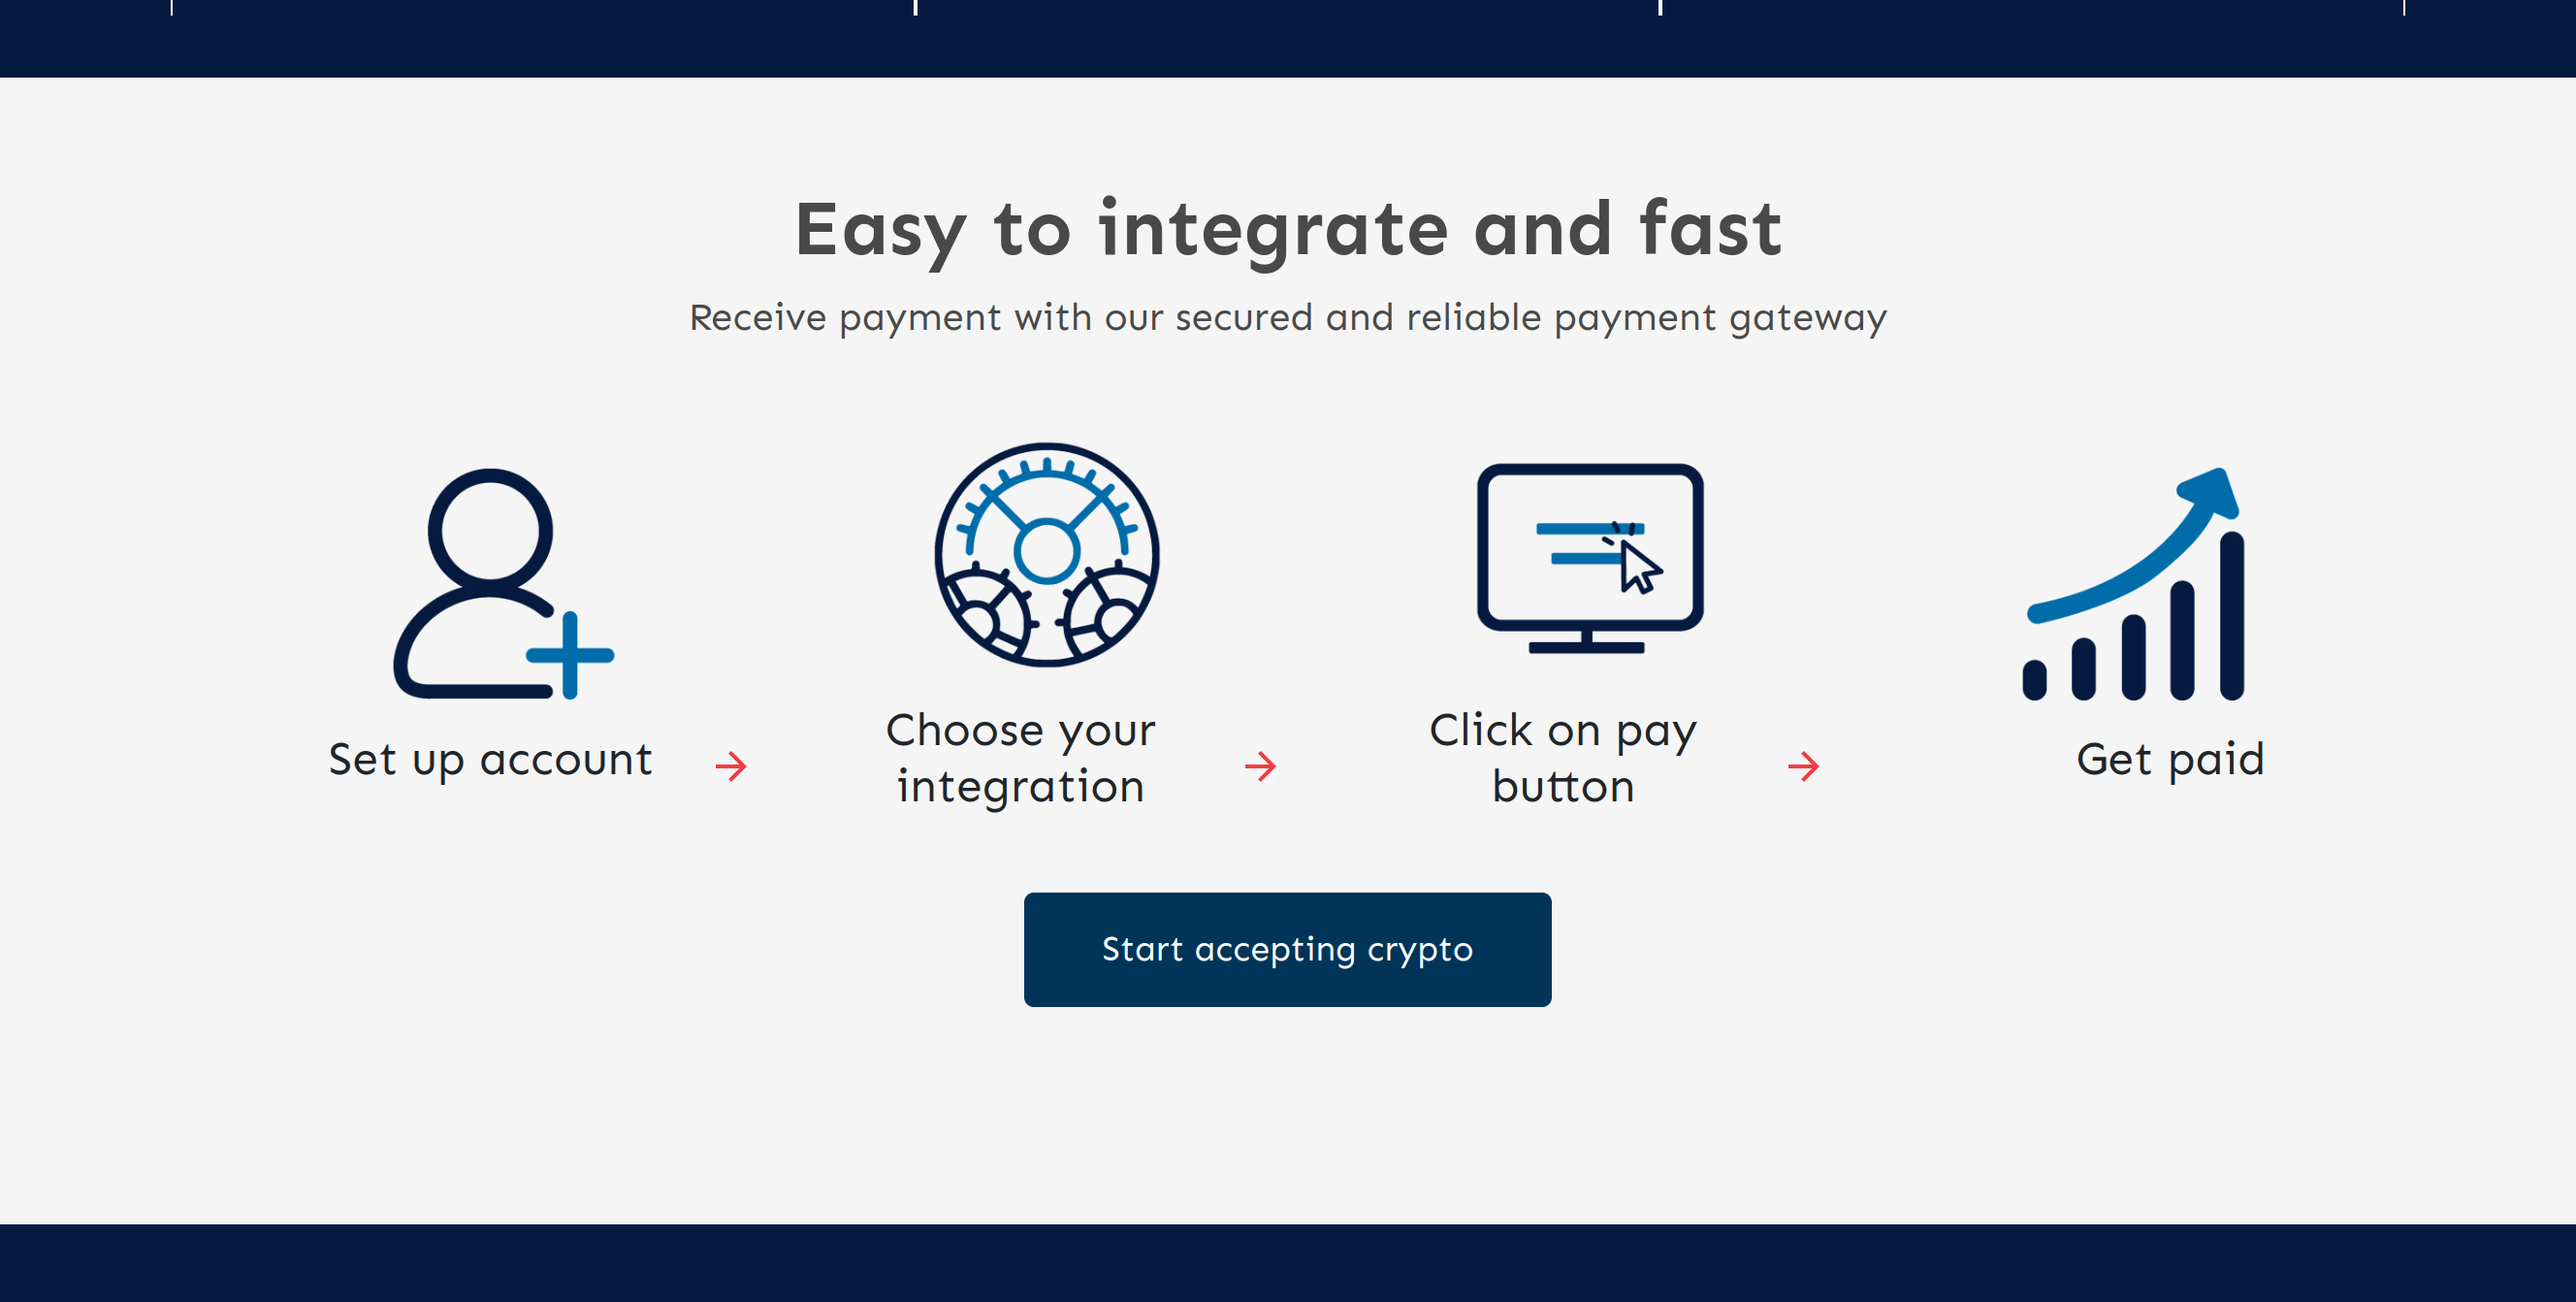 Easy to integrate and fast
Receive payment with our secured and reliable payment gateway
Set up account
Choose your
integration
Click on pay
button
Get paid
Start accepting crypto